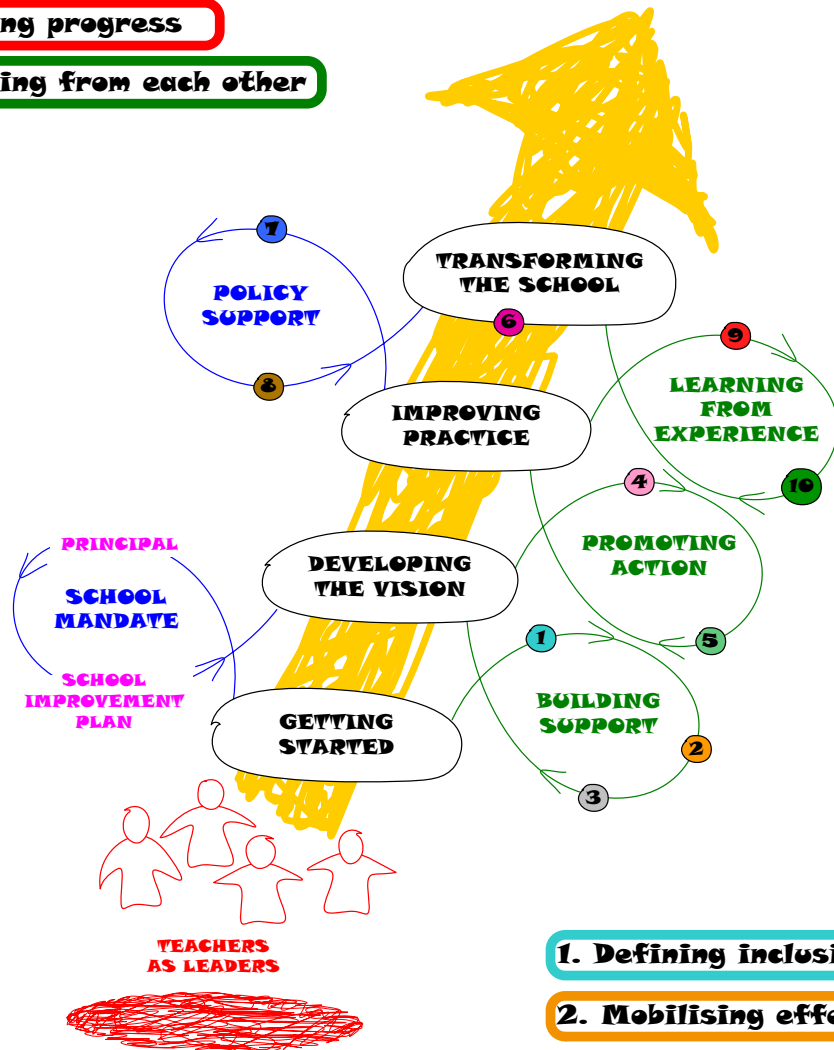 ng progress
ing from each other
7
TRANSFORMING
THE SCHOOL
POLICY
SUPPORT
6
9
8
LEARNING
FROM
EXPERIENCE
IMPROVING
PRACTICE
4
10
PRINCIPAL
PROMOTING
ACTION
DEVELOPING
THE VISION
SCHOOL
MANDATE
1
5
SCHOOL
IMPROVEMENT
PLAN
BUILDING
SUPPORT
GETTING
STARTED
2
3
TEACHERS
AS LEADERS
1. Defining inclusi
2. Mobilising effo